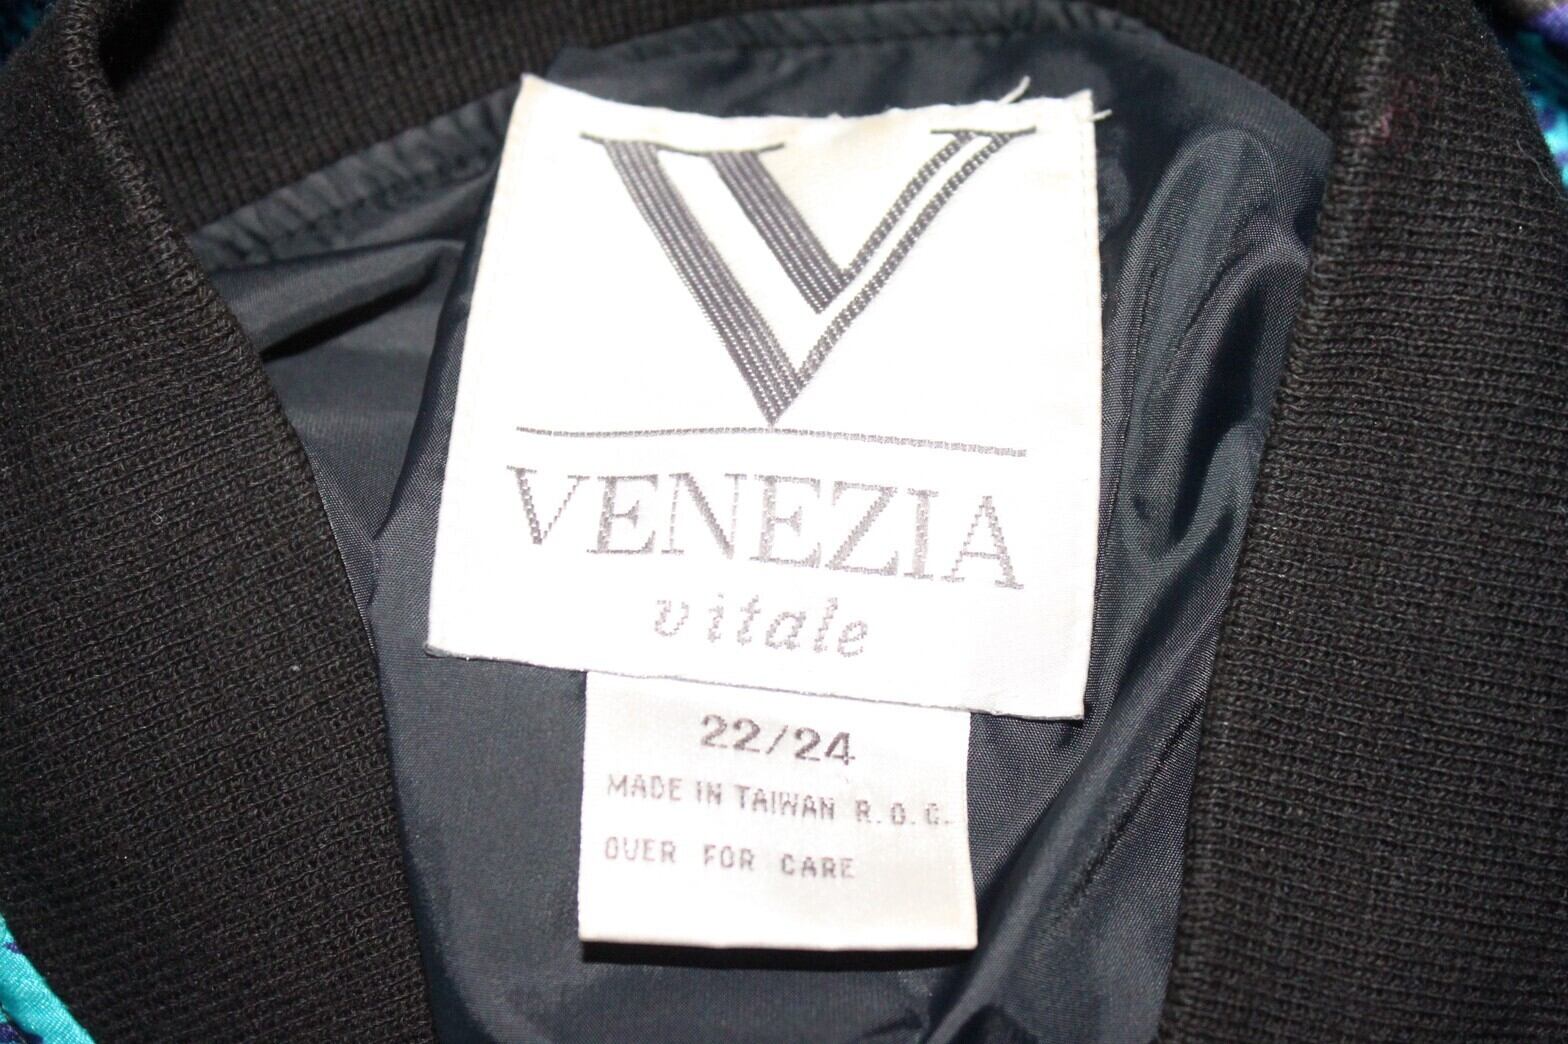 V
VENEZIA
vitale
22/24
MADE IN TAIWAN R.O.C.
OVER FOR CARE